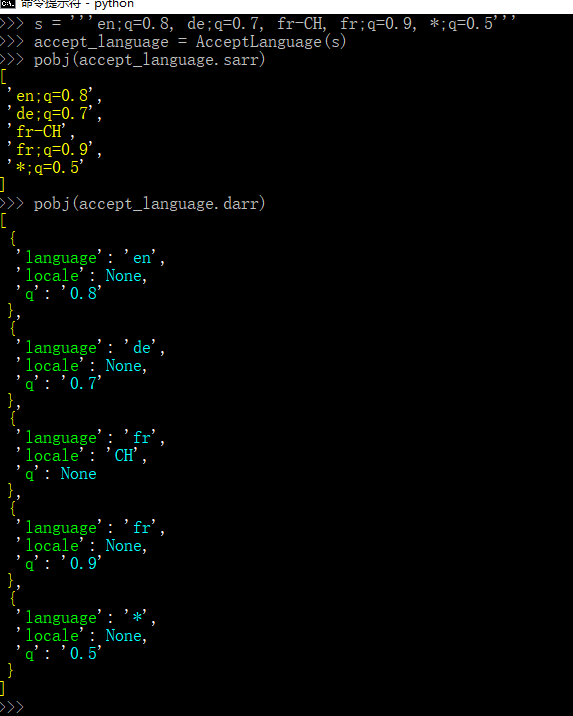 命令提示符 - python
>>> s = '''en;q=0.8, de;q=0.7, fr-CH, fr;q=0.9, *;q=0.5'''
>>> accept_language = AcceptLanguage(s)
>>> pobj(accept_language.sarr)
[
 'en;q=0.8',
 'de;q=0.7',
 'fr-CH',
 'fr;q=0.9',
 '*;q=0.5'
]
>>> pobj(accept_language.darr)
[
 {
  'language': 'en',
  'locale': None,
  'q': '0.8'
 },
 {
  'language': 'de',
  'locale': None,
  'q': '0.7'
 },
 {
  'language': 'fr',
  'locale': 'CH',
  'q': None
 },
 {
  'language': 'fr',
  'locale': None,
  'q': '0.9'
 },
 {
  'language': '*',
  'locale': None,
  'q': '0.5'
 }
]
>>>